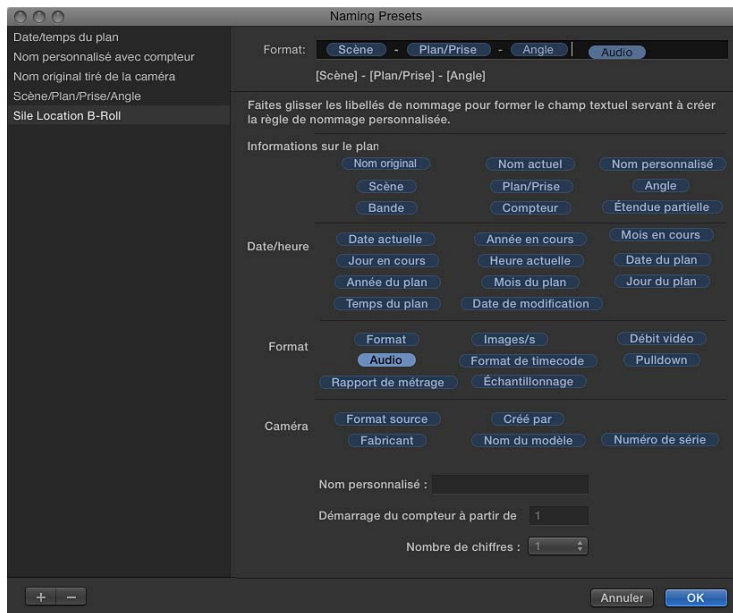 Naming Presets
Date/temps du plan
Nom personnalisé avec compteur
Nom original tiré de la caméra
Scène/Plan/Prise/Angle
Sile Location B-Roll
Format: Scène - Plan/Prise - Angle Audio
[Scène] - [Plan/Prise] - [Angle]
Faites glisser les libellés de nommage pour former le champ textuel servant à créer
la règle de nommage personnalisée.
Informations sur le plan
Nom original Nom actuel Nom personnalisé
Scène Plan/Prise Angle
Bande Compteur Étendue partielle
Date/heure
Date actuelle Année en cours Mois en cours
Jour en cours Heure actuelle Date du plan
Année du plan Mois du plan Jour du plan
Temps du plan Date de modification
Format
Format Images/s Débit vidéo
Audio Format de timecode Pulldown
Rapport de métrage Échantillonnage
Caméra
Format source Créé par
Fabricant Nom du modèle Numéro de série
Nom personnalisé :
Démarrage du compteur à partir de 1
Nombre de chiffres : 1
+ −
Annuler OK